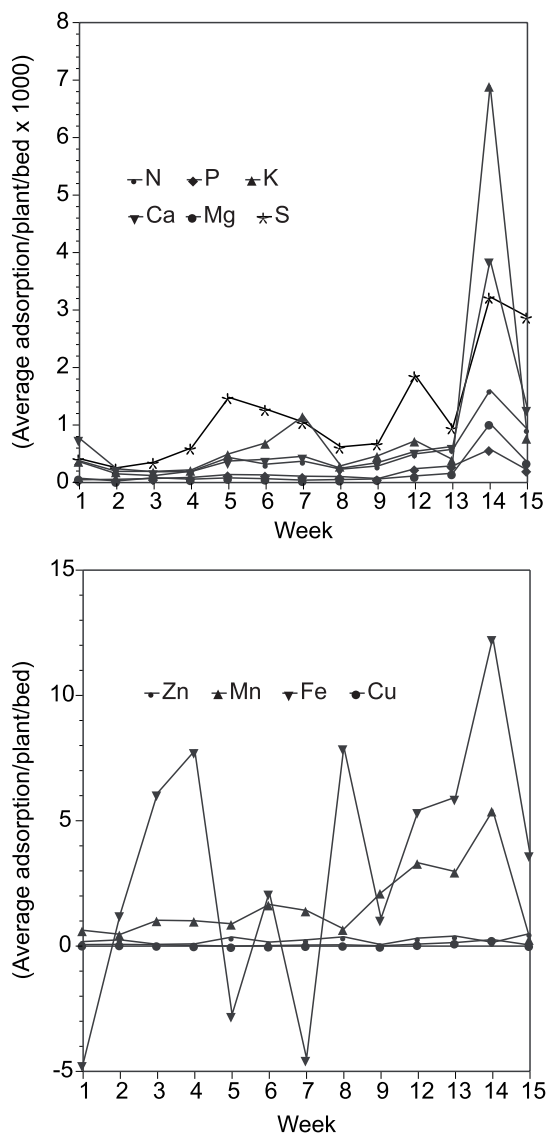 (Average adsorption/plant/bed x 1000)
8
7
6
5
4
3
2
1
0
N P K
Ca Mg S
1 2 3 4 5 6 7 8 9 12 13 14 15
Week
(Average adsorption/plant/bed)
15
10
5
0
-5
Zn Mn Fe Cu
1 2 3 4 5 6 7 8 9 12 13 14 15
Week